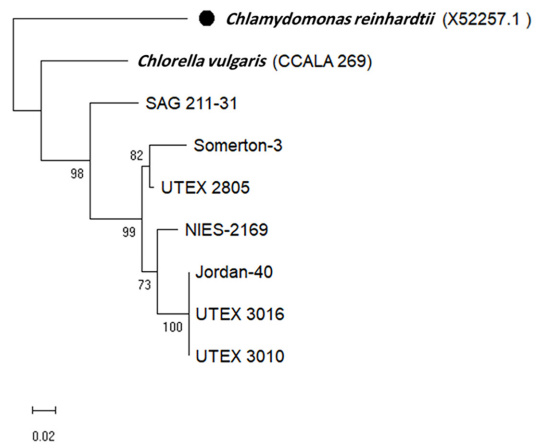 Chlamydomonas reinhardtii (X52257.1 )
Chlorella vulgaris (CCALA 269)
SAG 211-31
Somerton-3
82
UTEX 2805
98
NIES-2169
99
Jordan-40
73
UTEX 3016
100
UTEX 3010
0.02